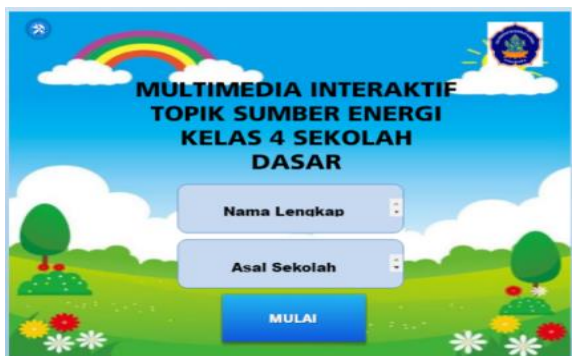 MULTIMEDIA INTERAKTIF
TOPIK SUMBER ENERGI
KELAS 4 SEKOLAH
DASAR
Nama Lengkap
Asal Sekolah
MULAI